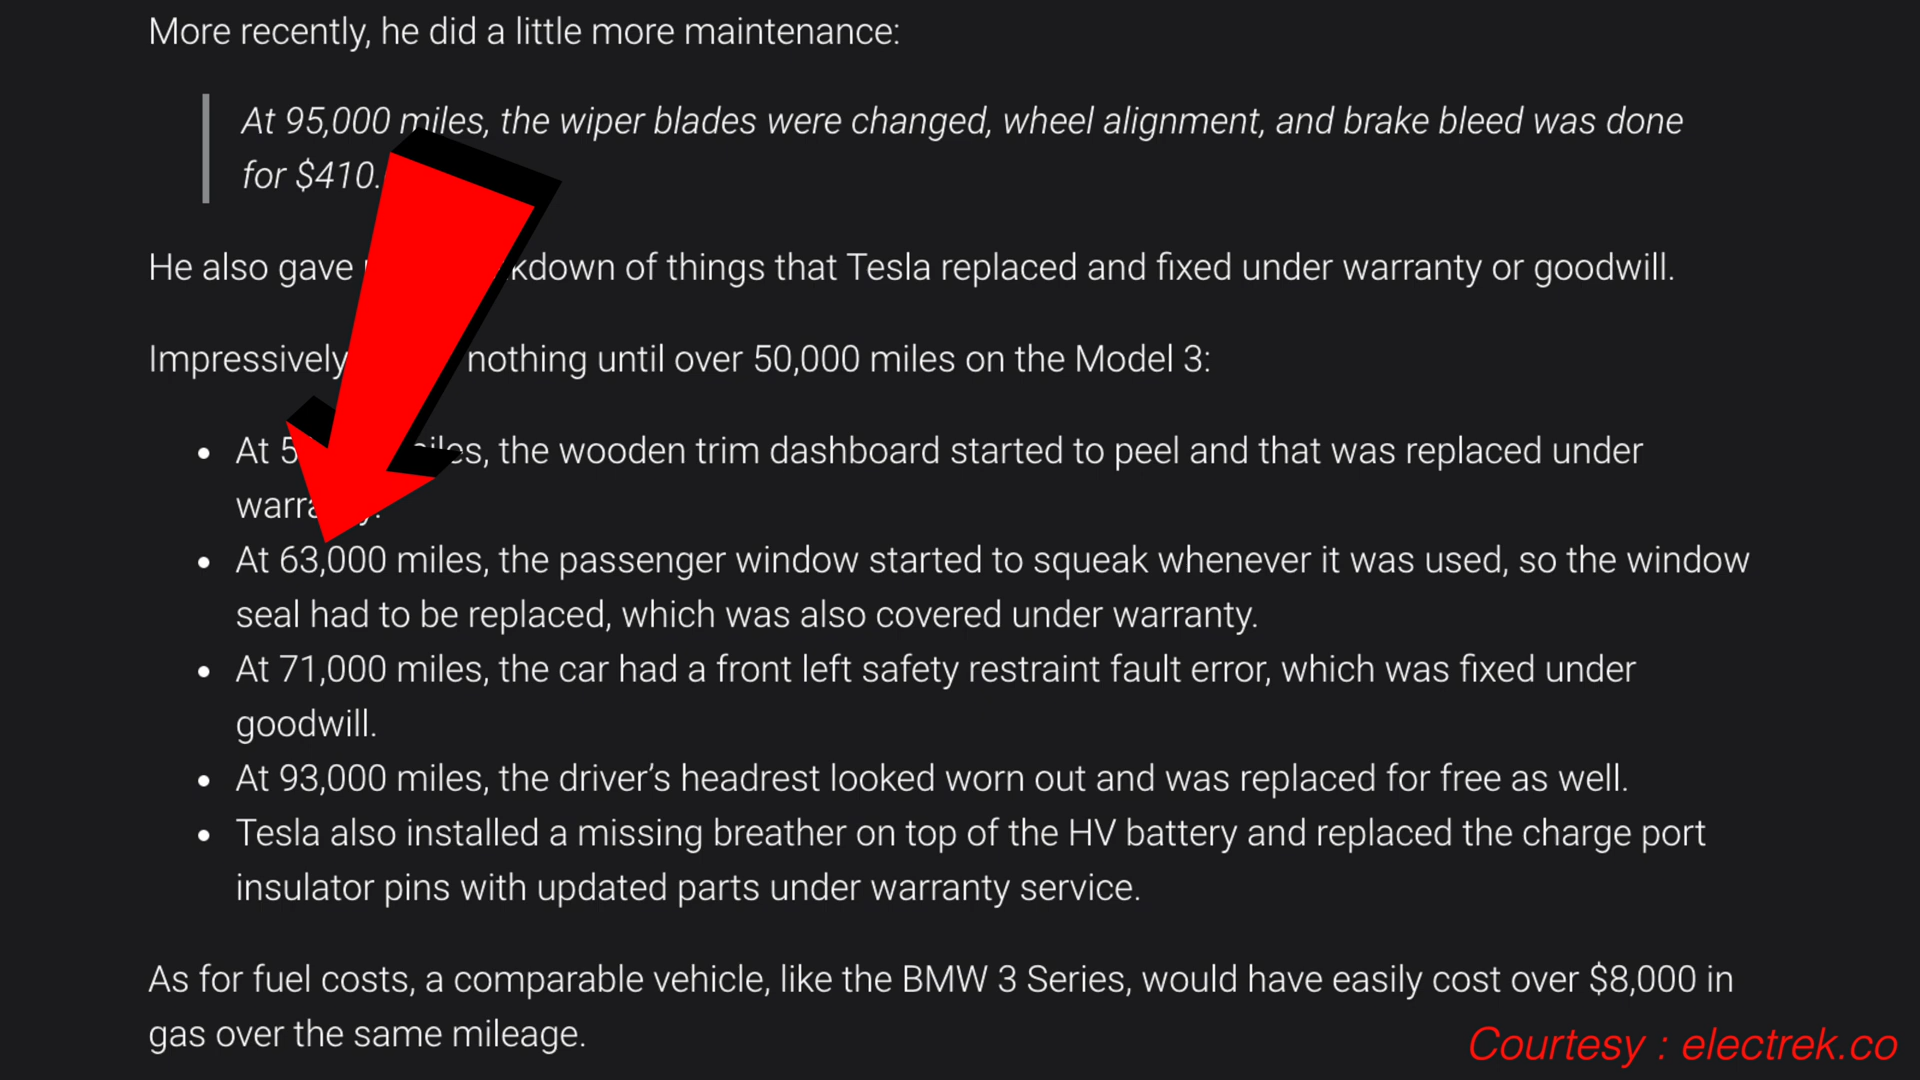 More recently, he did a little more maintenance:
At 95,000 miles, the wiper blades were changed, wheel alignment, and brake bleed was done
for $410.
He also gave of things that Tesla replaced and fixed under warranty or goodwill.
Impressively nothing until over 50,000 miles on the Model 3:
• At the wooden trim dashboard started to peel and that was replaced under
• At 63,000 miles, the passenger window started to squeak whenever it was used, so the window
seal had to be replaced, which was also covered under warranty.
• At 71,000 miles, the car had a front left safety restraint fault error, which was fixed under
goodwill.
• At 93,000 miles, the driver’s headrest looked worn out and was replaced for free as well.
• Tesla also installed a missing breather on top of the HV battery and replaced the charge port
insulator pins with updated parts under warranty service.
As for fuel costs, a comparable vehicle, like the BMW 3 Series, would have easily cost over $8,000 in
gas over the same mileage.
Courtesy : electrek.co